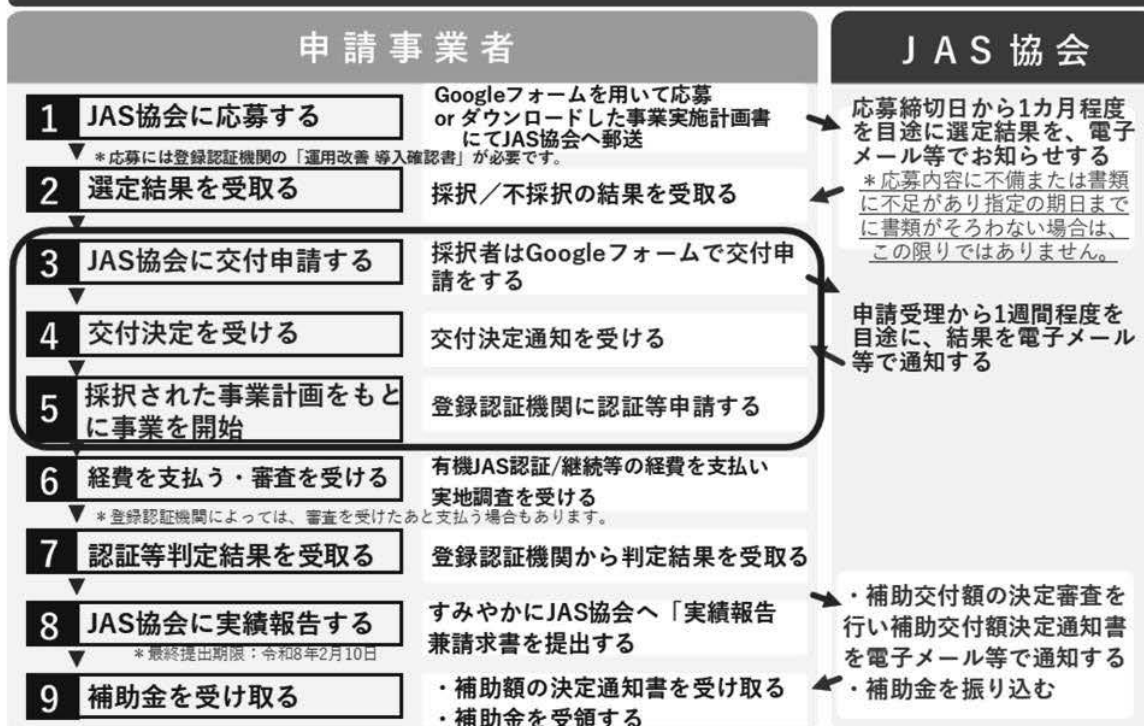 申請事業者
JAS協会
1
JAS協会に応募する
Googleフォームを用いて応募
or ダウンロードした事業実施計画書
にてJAS協会へ郵送
＊応募には登録認証機関の「運用改善 導入確認書」が必要です。
応募締切日から1カ月程度
を目途に選定結果を、電子
メール等でお知らせする
＊応募内容に不備または書類
に不足があり指定の期日まで
に書類がそろわない場合は、
この限りではありません。
2
選定結果を受取る
採択／不採択の結果を受取る
3
JAS協会に交付申請する
採択者はGoogleフォームで交付申
請をする
申請受理から1週間程度を
目途に、結果を電子メール
等で通知する
4
交付決定を受ける
交付決定通知を受ける
5
採択された事業計画をもと
に事業を開始
登録認証機関に認証等申請する
6
経費を支払う・審査を受ける
有機JAS認証/継続等の経費を支払い
実地調査を受ける
＊登録認証機関によっては、審査を受けたあと支払う場合もあります。
7
認証等判定結果を受取る
登録認証機関から判定結果を受取る
8
JAS協会に実績報告する
すみやかにJAS協会へ「実績報告
兼請求書を提出する
＊最終提出期限：令和8年2月10日
・補助交付額の決定審査を
行い補助交付額決定通知書
を電子メール等で通知する
・補助金を振り込む
9
補助金を受け取る
・補助額の決定通知書を受け取る
・補助金を受領する